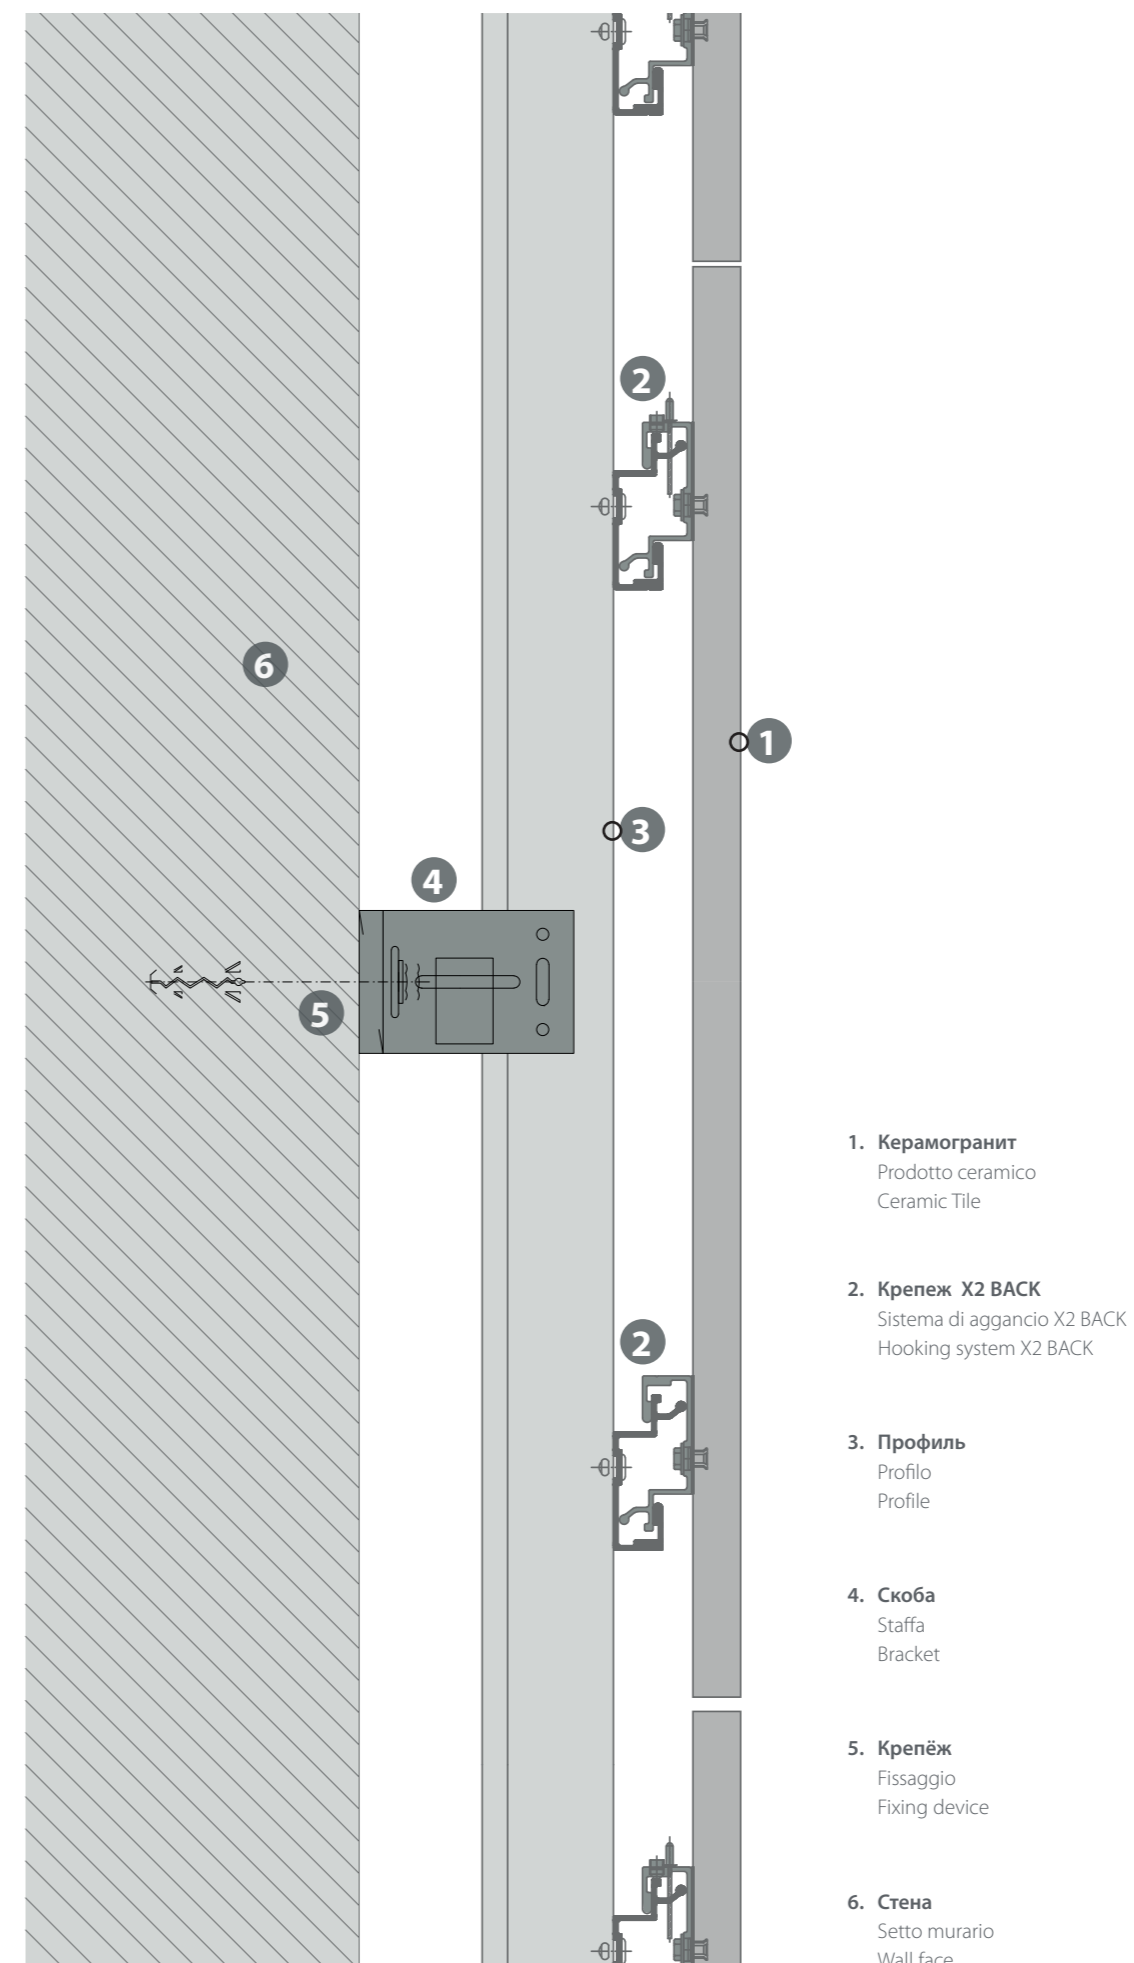 2
6
1
3
4
5
2
1. Керамогранит
Prodotto ceramico
Ceramic Tile
2. Крепеж X2 BACK
Sistema di aggancio X2 BACK
Hooking system X2 BACK
3. Профиль
Profilo
Profile
4. Скоба
Staffa
Bracket
5. Крепёж
Fissaggio
Fixing device
6. Стена
Setto murario
Wall face